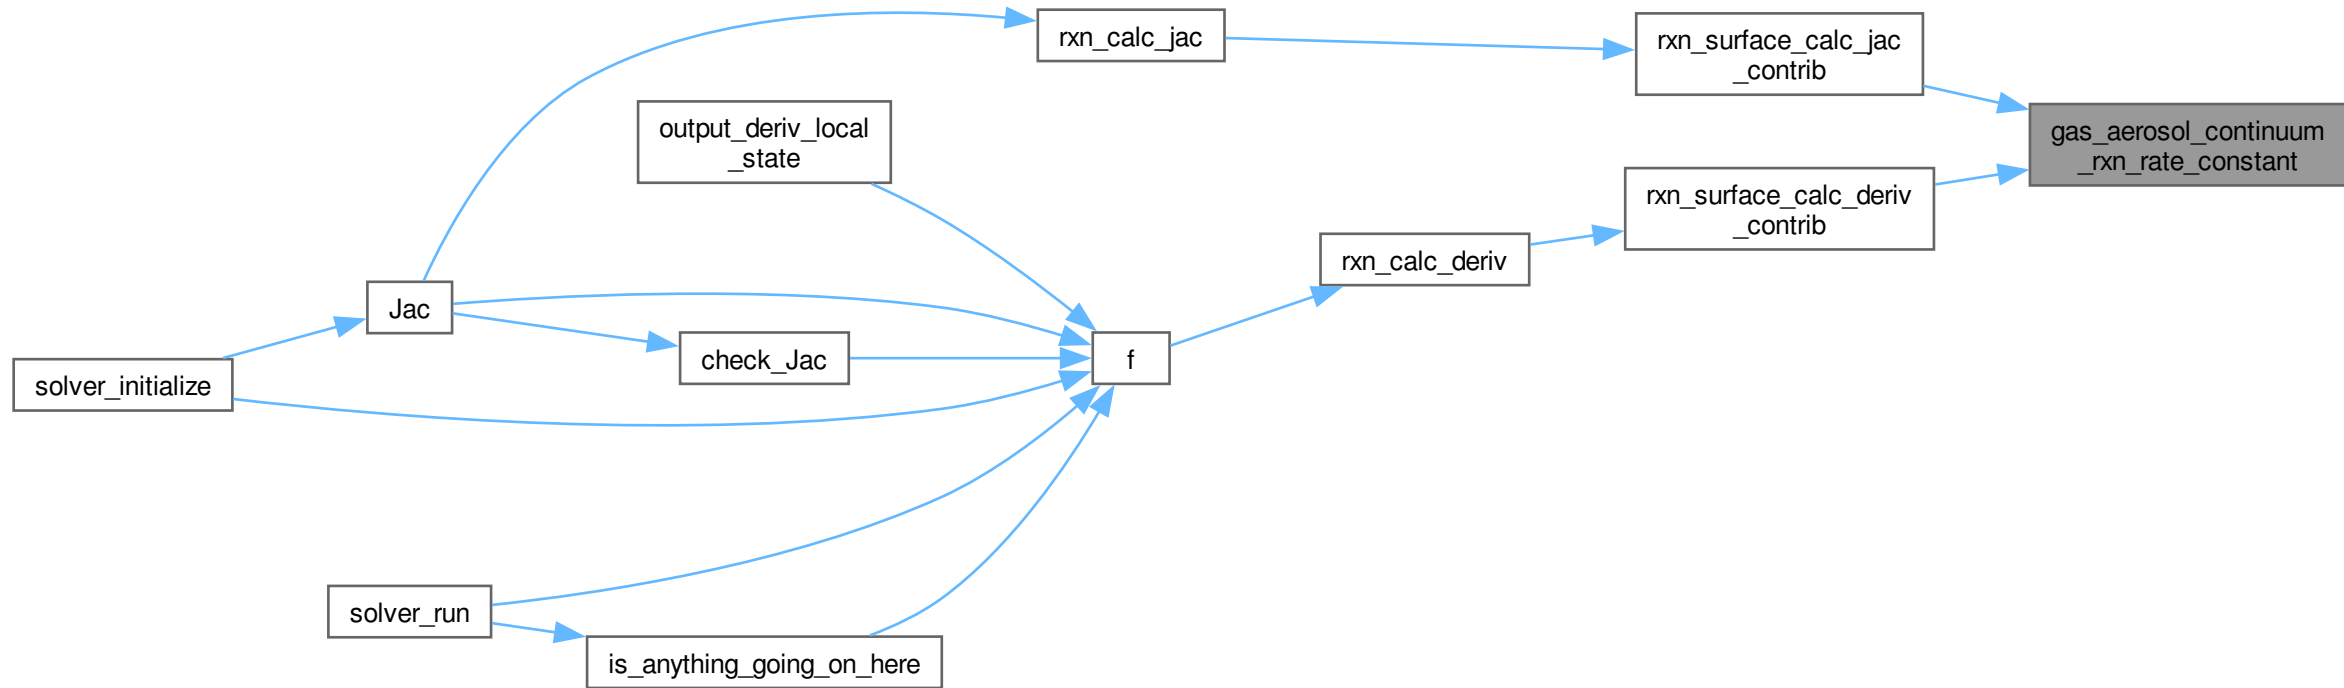 rxn_calc_jac
rxn_surface_calc_jac
_contrib
output_deriv_local
_state
gas_aerosol_continuum
_rxn_rate_constant
rxn_surface_calc_deriv
_contrib
rxn_calc_deriv
Jac
check_Jac
f
solver_initialize
solver_run
is_anything_going_on_here